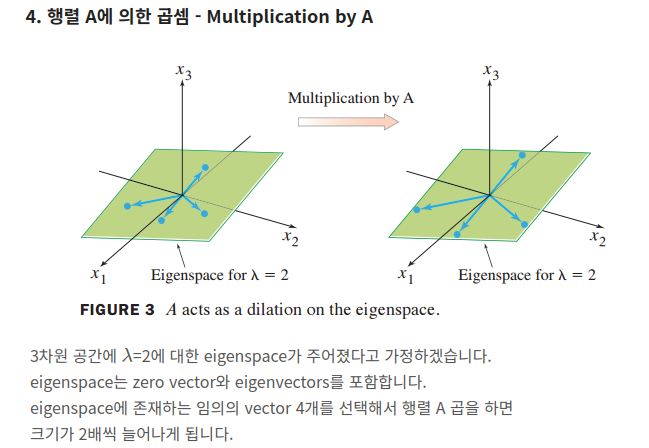 4. 행렬 A에 의한 곱셈 - Multiplication by A
x3
x3
Multiplication by A
x2
x2
x1
Eigenspace for λ = 2
x1
Eigenspace for λ = 2
FIGURE 3 A acts as a dilation on the eigenspace.
3차원 공간에 λ=2에 대한 eigenspace가 주어졌다고 가정하겠습니다.
eigenspace는 zero vector와 eigenvectors를 포함합니다.
eigenspace에 존재하는 임의의 vector 4개를 선택해서 행렬 A 곱을 하면
크기가 2배씩 늘어나게 됩니다.